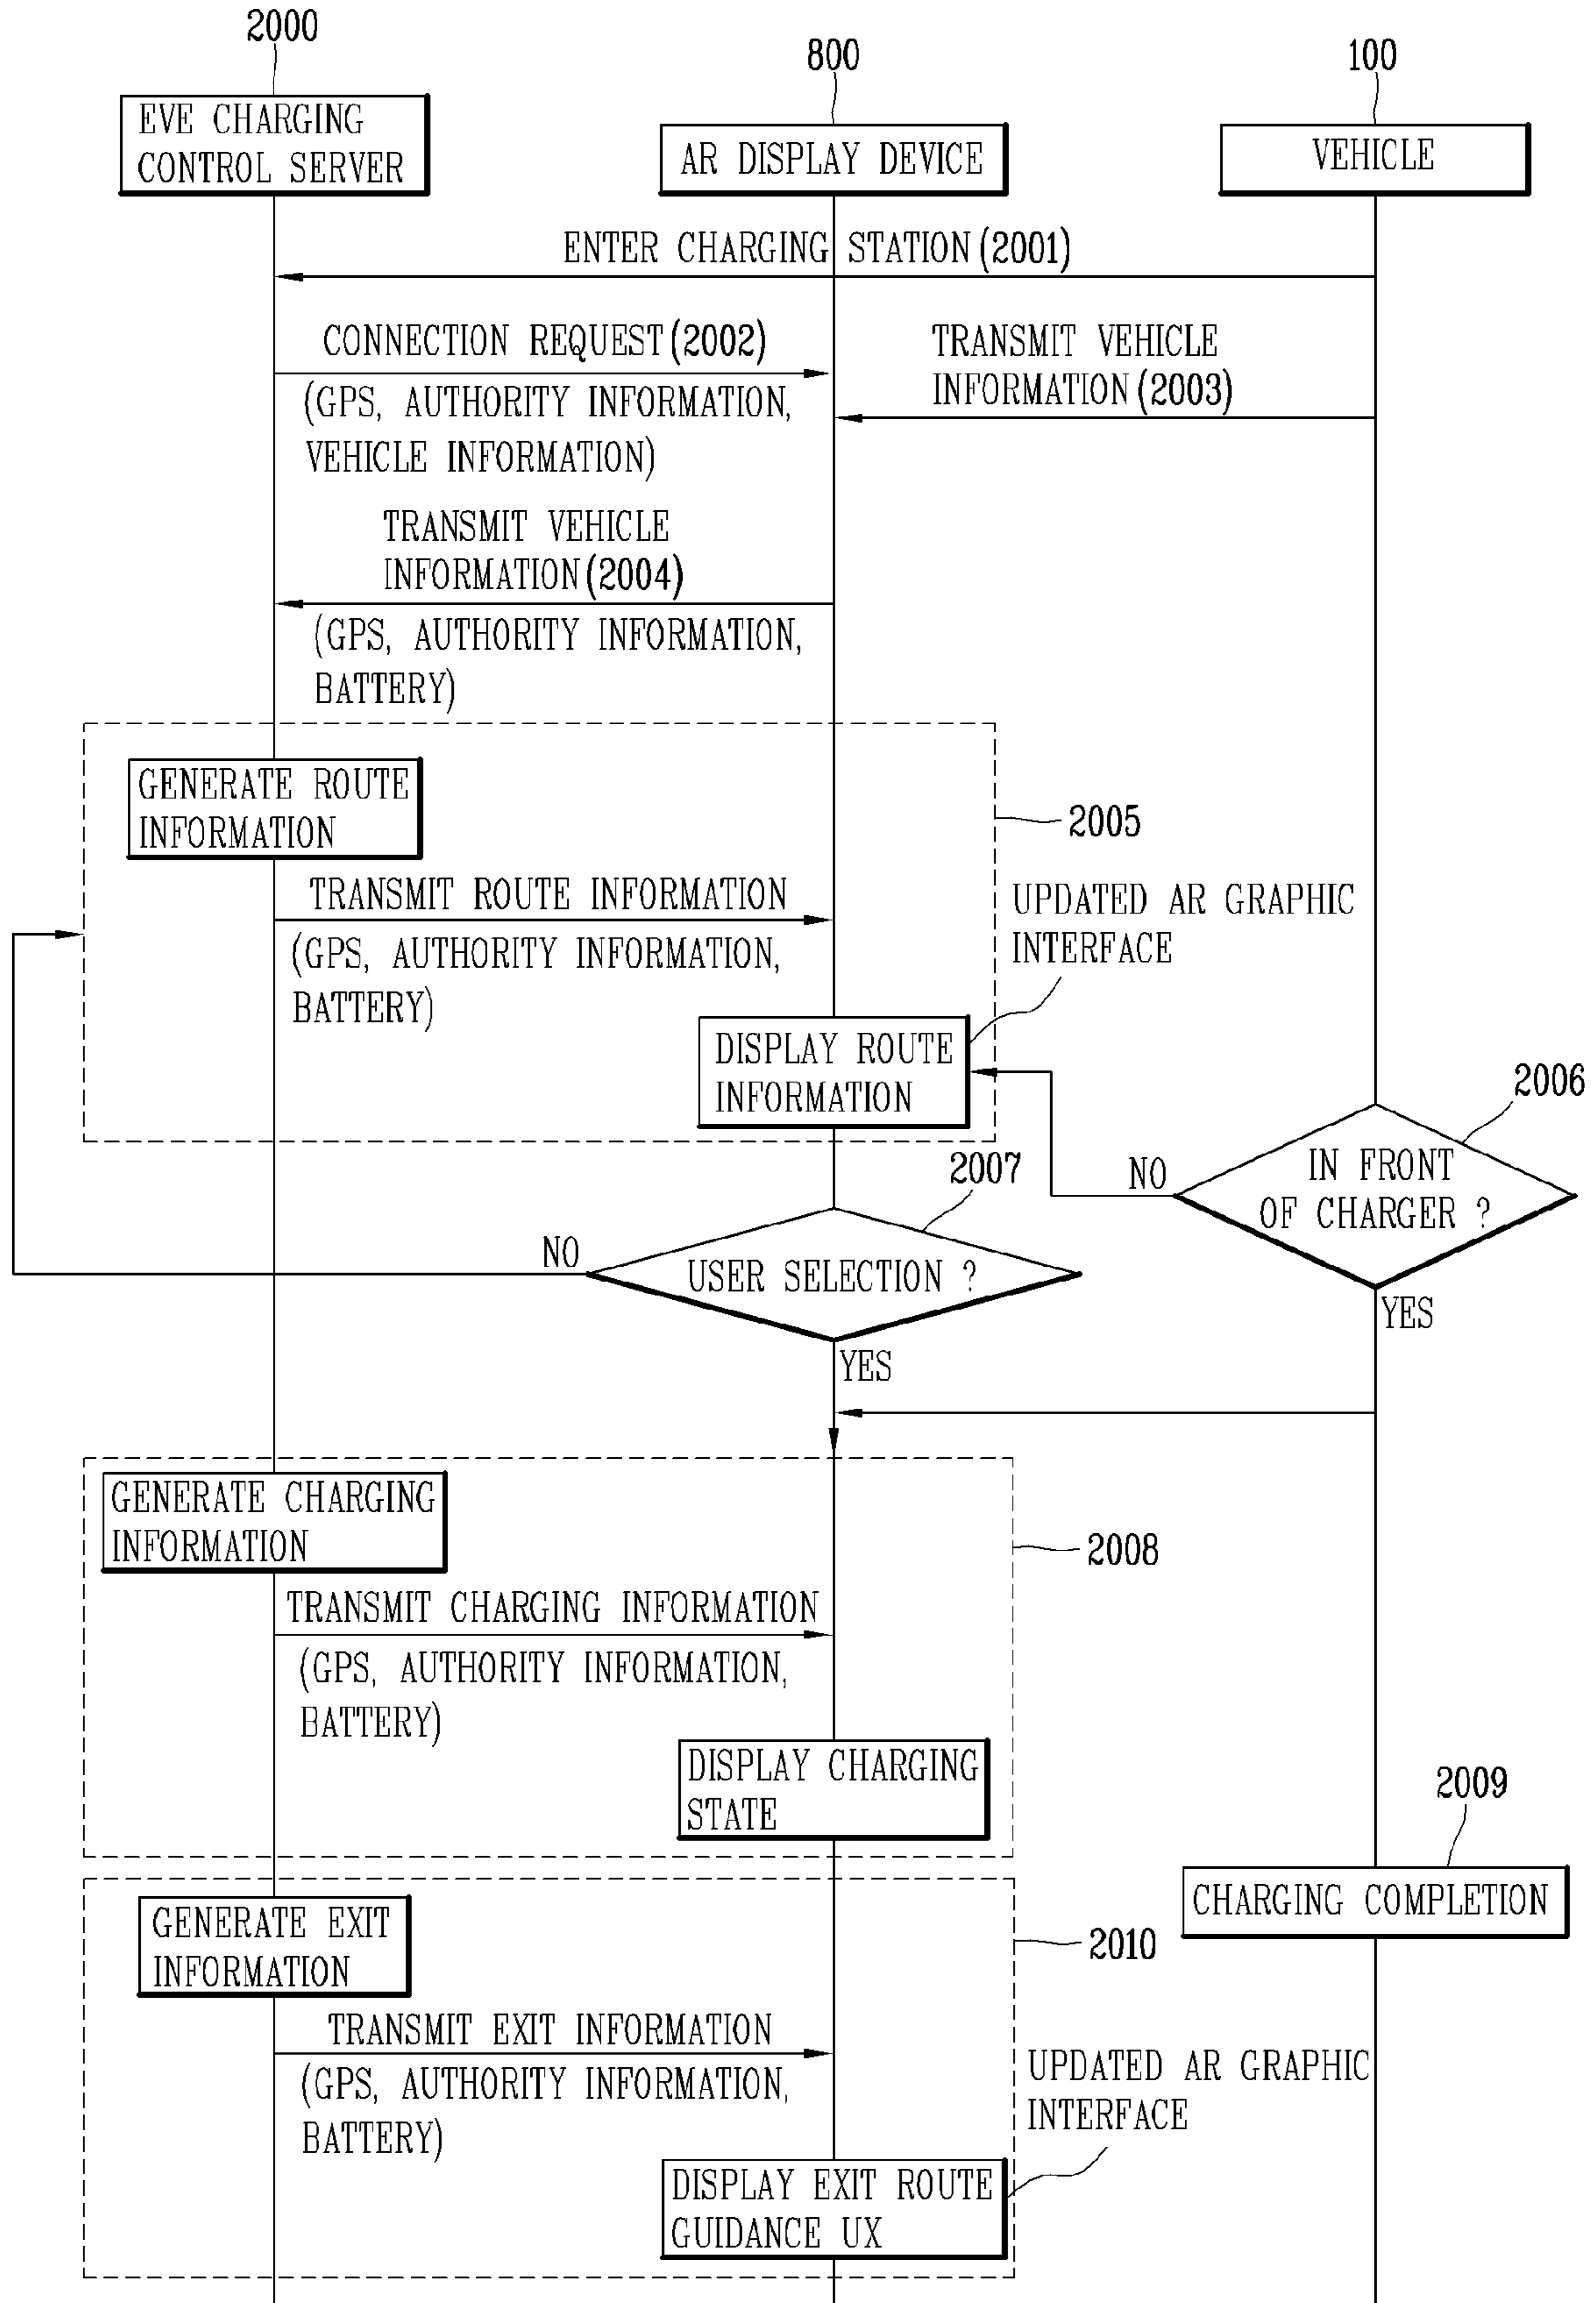 2000
800
100
EVE CHARGING
CONTROL SERVER
AR DISPLAY DEVICE
VEHICLE
ENTER CHARGING STATION(2001)
CONNECTION REQUEST(2002)
(GPS, AUTHORITY INFORMATION,
VEHICLE INFORMATION)
TRANSMIT VEHICLE
INFORMATION(2003)
TRANSMIT VEHICLE
INFORMATION(2004)
(GPS, AUTHORITY INFORMATION,
BATTERY)
GENERATE ROUTE
INFORMATION
2005
TRANSMIT ROUTE INFORMATION
(GPS, AUTHORITY INFORMATION,
BATTERY)
UPDATED AR GRAPHIC
INTERFACE
DISPLAY ROUTE
INFORMATION
2006
IN FRONT
OF CHARGER ?
NO
YES
2007
USER SELECTION ?
NO
YES
GENERATE CHARGING
INFORMATION
2008
TRANSMIT CHARGING INFORMATION
(GPS, AUTHORITY INFORMATION,
BATTERY)
DISPLAY CHARGING
STATE
2009
CHARGING COMPLETION
GENERATE EXIT
INFORMATION
2010
TRANSMIT EXIT INFORMATION
(GPS, AUTHORITY INFORMATION,
BATTERY)
UPDATED AR GRAPHIC
INTERFACE
DISPLAY EXIT ROUTE
GUIDANCE UX